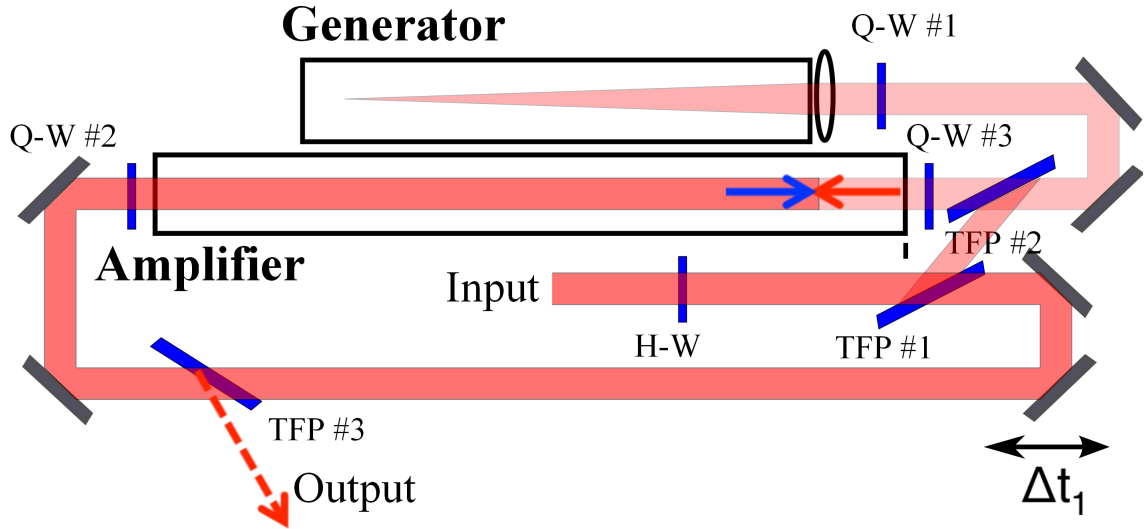 Generator
Q-W #1
Q-W #2
Q-W #3
Amplifier
TFP #2
Input
H-W
TFP #1
TFP #3
Output
Δt₁